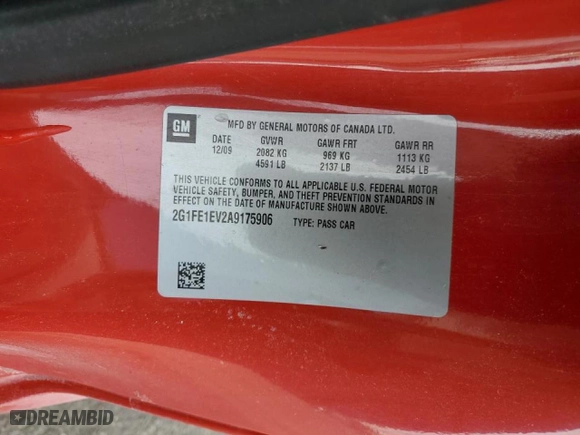 GM
MFD BY GENERAL MOTORS OF CANADA LTD.
DATE GVWR GAWR FRT GAWR RR
12/09 2082 KG 969 KG 1113 KG
4591 LB 2137 LB 2454 LB
THIS VEHICLE CONFORMS TO ALL APPLICABLE U.S. FEDERAL MOTOR
VEHICLE SAFETY, BUMPER, AND THEFT PREVENTION STANDARDS IN
EFFECT ON THE DATE OF MANUFACTURE SHOWN ABOVE.
2G1FE1EV2A9175906 TYPE: PASS CAR
DREAMBID